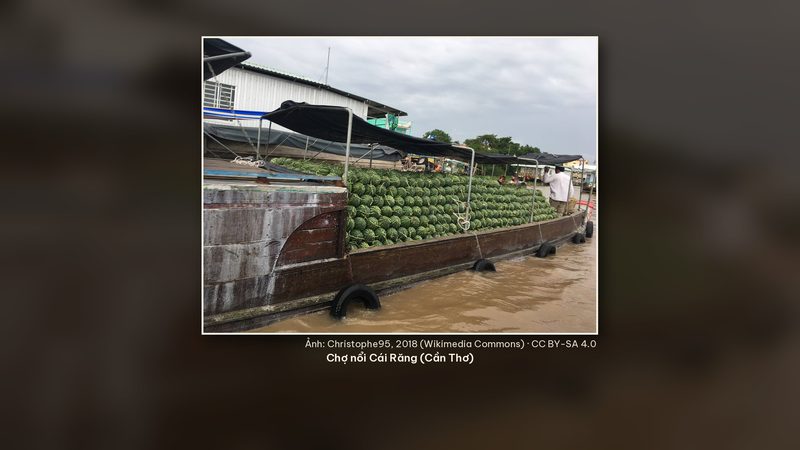 Ảnh: Christophe95, 2018 (Wikimedia Commons) · CC BY-SA 4.0
Chợ nổi Cái Răng (Cần Thơ)